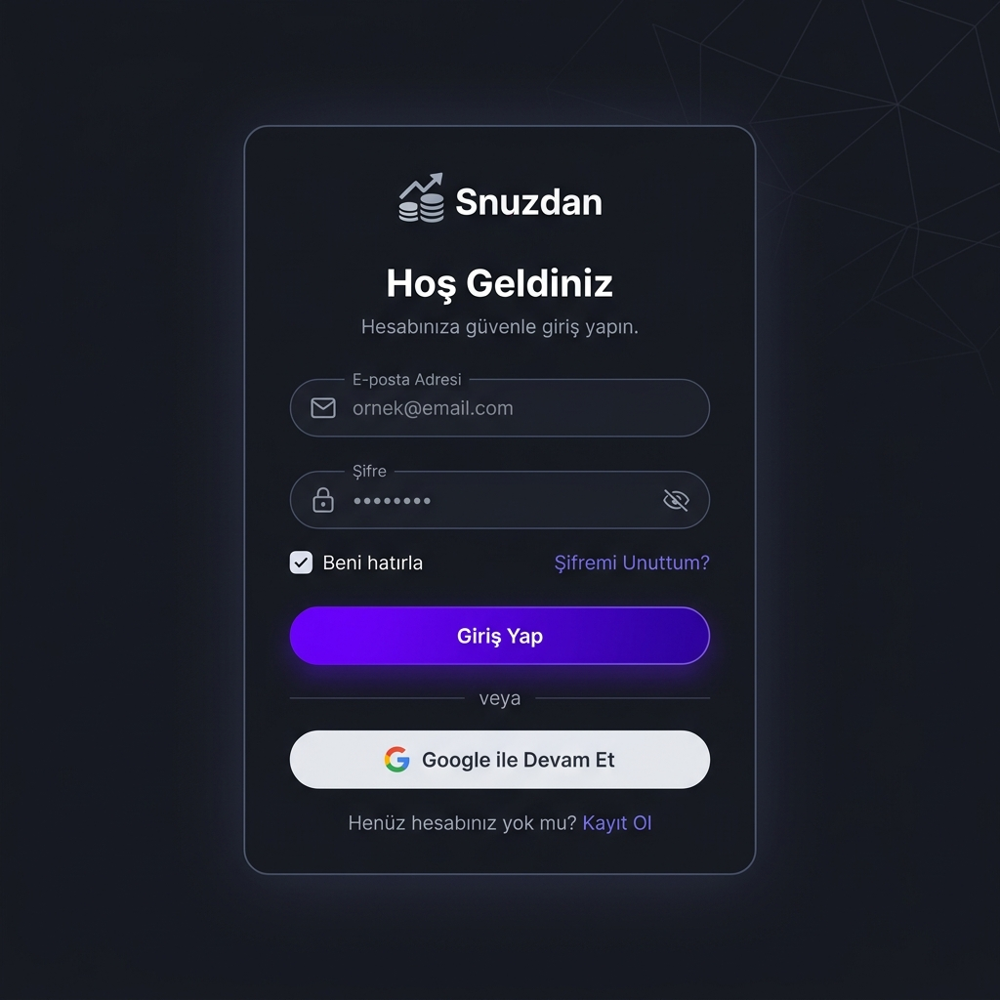 Snuzdan
Hoş Geldiniz
Hesabınıza güvenle giriş yapın.
E-posta Adresi
ornek@email.com
Şifre
••••••••
Beni hatırla
Şifremi Unuttum?
Giriş Yap
veya
Google ile Devam Et
Henüz hesabınız yok mu? Kayıt Ol